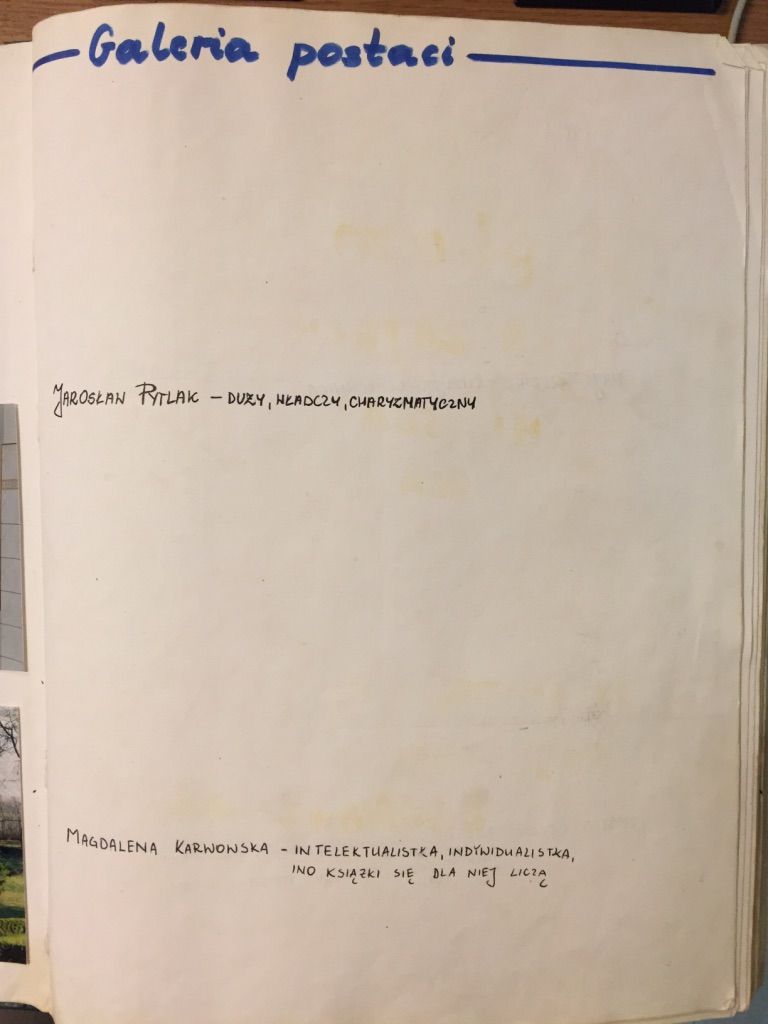 Galeria postaci
JAROSŁAW PYTLAK – DUŻY, WŁADCZY, CHARYZMATYCZNY
MAGDALENA KARWOWSKA – INTELEKTUALISTKA, INDYWIDUALISTKA,
INO KSIĄŻKI SIĘ DLA NIEJ LICZĄ